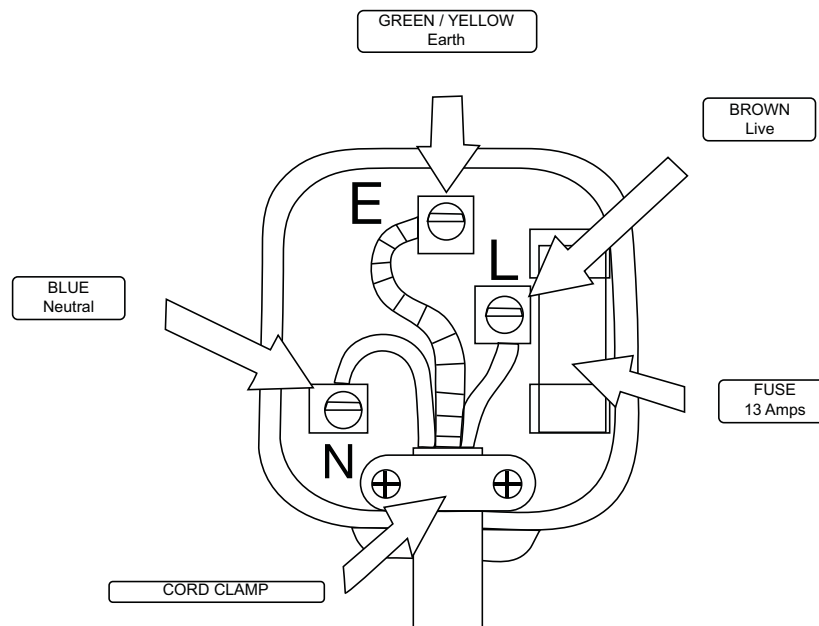 GREEN / YELLOW
Earth
BROWN
Live
E
L
BLUE
Neutral
FUSE
13 Amps
N
CORD CLAMP